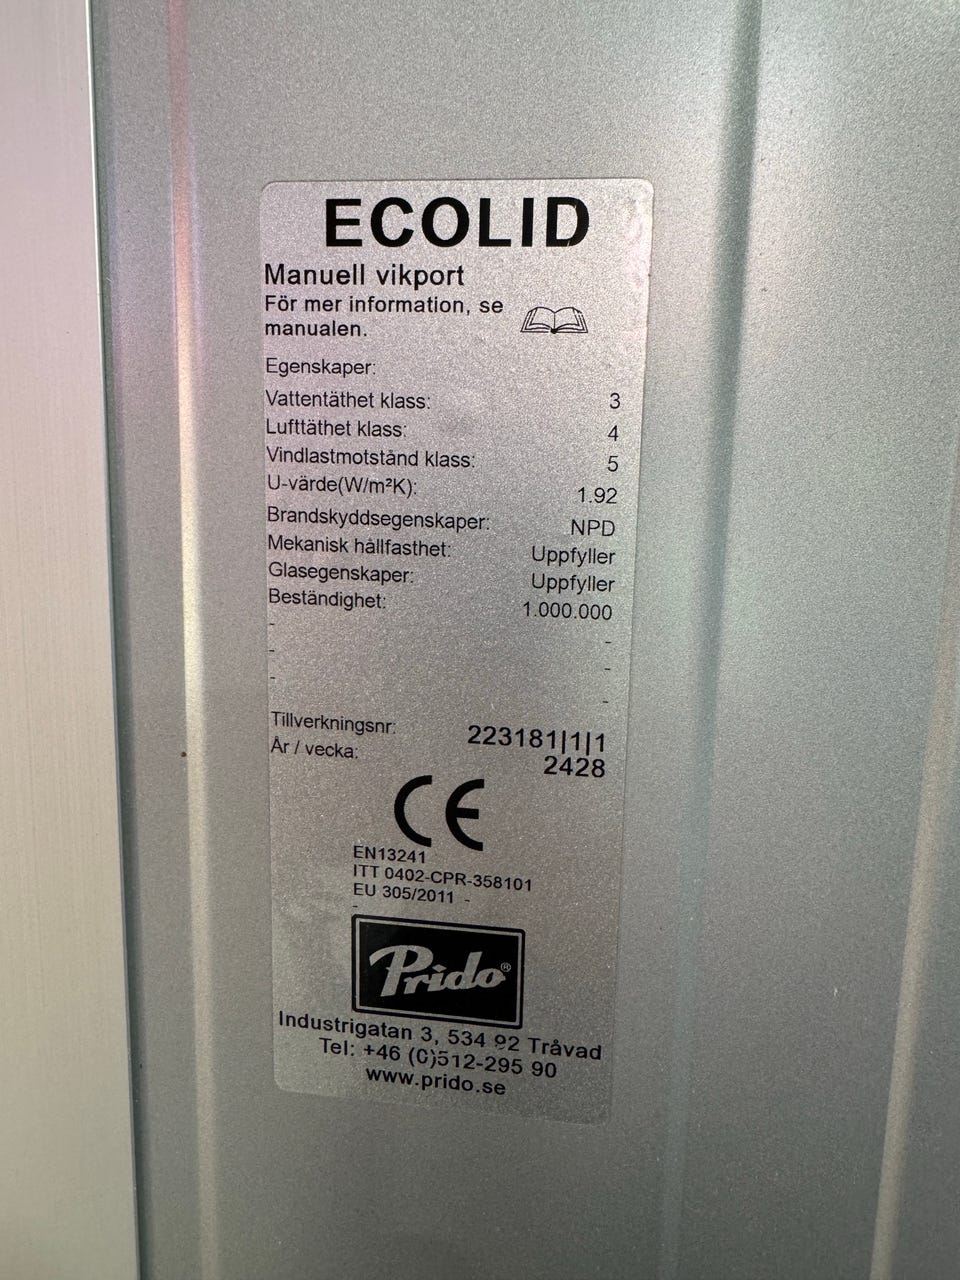 ECOLID
Manuell vikport
För mer information, se
manualen.
Egenskaper:
Vattentäthet klass: 3
Lufttäthet klass: 4
Vindlastmotstånd klass: 5
U-värde(W/m²K): 1.92
Brandskyddsegenskaper: NPD
Mekanisk hållfasthet: Uppfyller
Glasegenskaper: Uppfyller
Beständighet: 1.000.000
- -
- -
- -
Tillverkningsnr: 223181|1|1
År / vecka: 2428
CE
EN13241
ITT 0402-CPR-358101
EU 305/2011 -
-
Prido®
Industrigatan 3, 534 92 Tråvad
Tel: +46 (0)512-295 90
www.prido.se